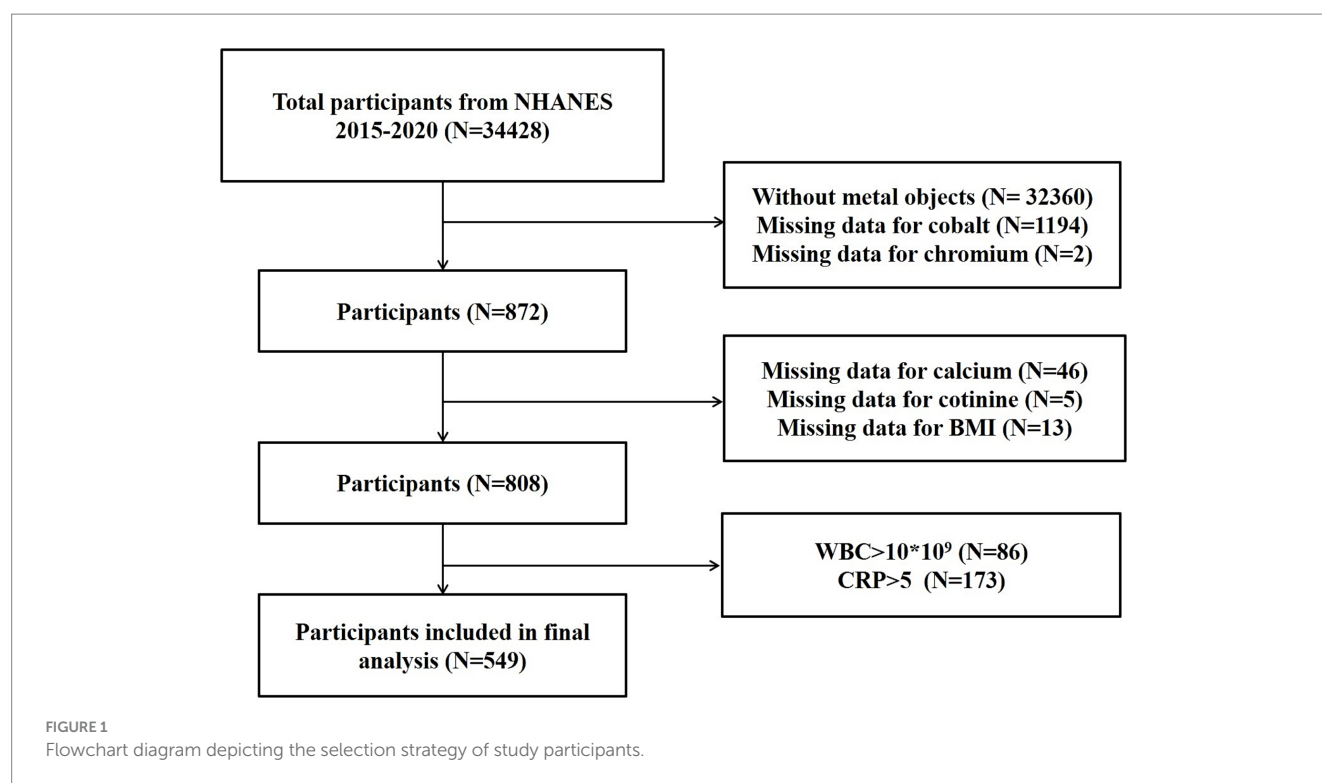 Total participants from NHANES
2015-2020 (N=34428)
Without metal objects (N= 32360)
Missing data for cobalt (N=1194)
Missing data for chromium (N=2)
Participants (N=872)
Missing data for calcium (N=46)
Missing data for cotinine (N=5)
Missing data for BMI (N=13)
Participants (N=808)
WBC>10*10⁹ (N=86)
CRP>5 (N=173)
Participants included in final
analysis (N=549)
FIGURE 1
Flowchart diagram depicting the selection strategy of study participants.